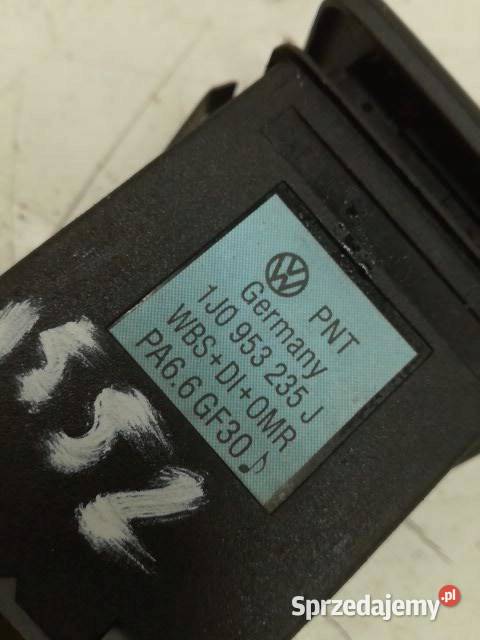 PNT
Germany
1J0 953 235 J
WBS+DI+OMR
PA6.6 GF30
Sprzedajemy.pl